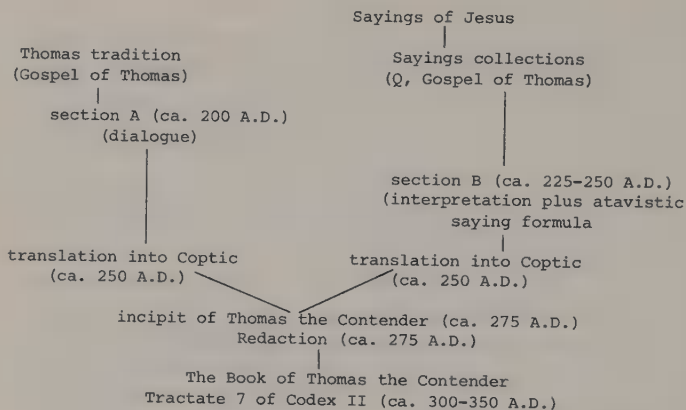 Sayings of Jesus
Thomas tradition
(Gospel of Thomas)
Sayings collections
(Q, Gospel of Thomas)
section A (ca. 200 A.D.)
(dialogue)
section B (ca. 225-250 A.D.)
(interpretation plus atavistic
saying formula
translation into Coptic
(ca. 250 A.D.)
translation into Coptic
(ca. 250 A.D.)
incipit of Thomas the Contender (ca. 275 A.D.)
Redaction (ca. 275 A.D.)
The Book of Thomas the Contender
Tractate 7 of Codex II (ca. 300-350 A.D.)